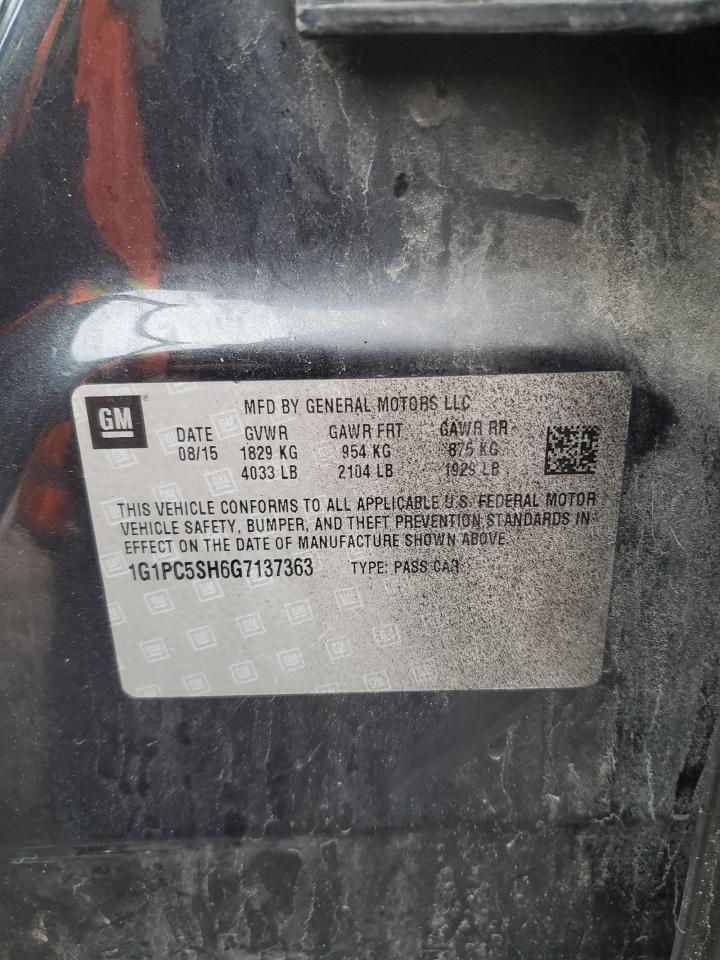 GM
MFD BY GENERAL MOTORS LLC
DATE GVWR GAWR FRT GAWR RR
08/15 1829 KG 954 KG 875 KG
4033 LB 2104 LB 1929 LB
THIS VEHICLE CONFORMS TO ALL APPLICABLE U.S. FEDERAL MOTOR
VEHICLE SAFETY, BUMPER, AND THEFT PREVENTION STANDARDS IN
EFFECT ON THE DATE OF MANUFACTURE SHOWN ABOVE.
1G1PC5SH6G7137363 TYPE: PASS CAR